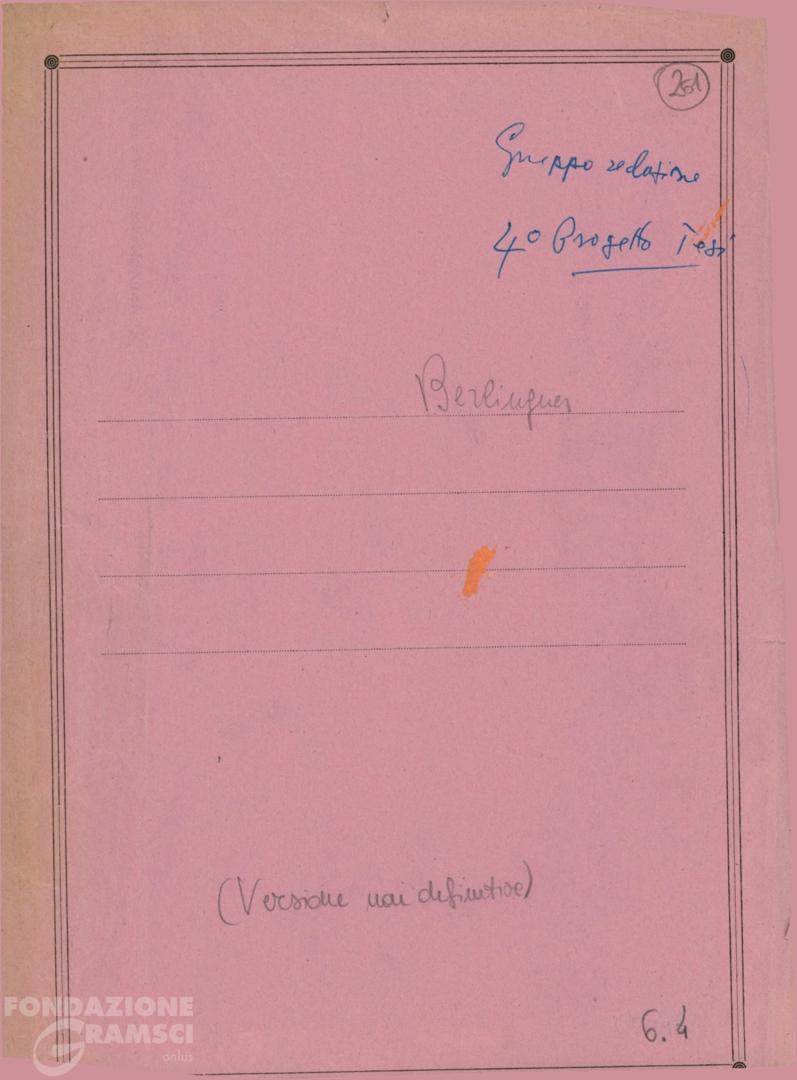 261
Gruppo redazione
4° Progetto Tesi
Berlinguer
(Versione non definitiva)
6.4
FONDAZIONE
GRAMSCI
onlus